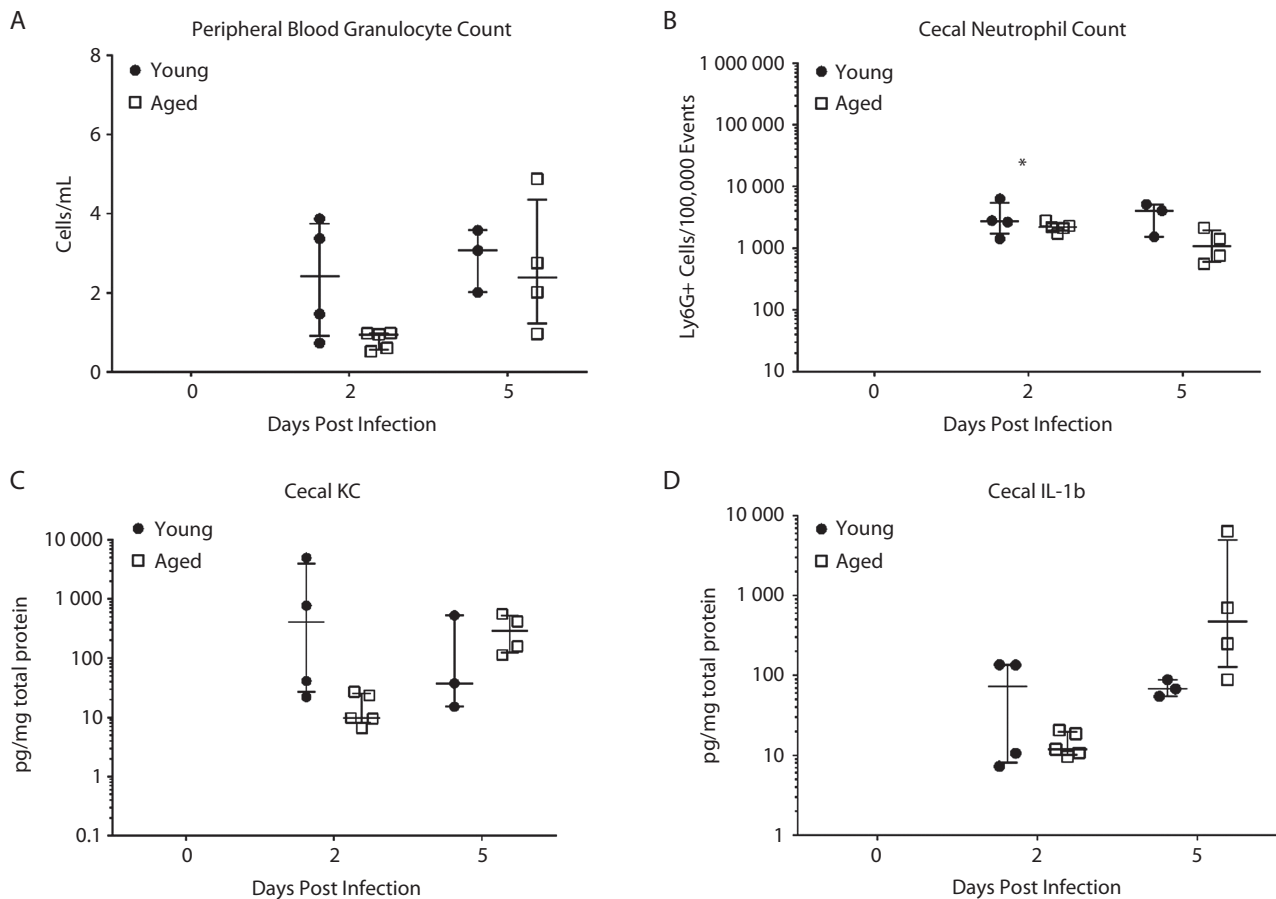 A
Peripheral Blood Granulocyte Count
Young
Aged
Cells/mL
8
6
4
2
0
0
2
5
Days Post Infection
B
Cecal Neutrophil Count
Young
Aged
Ly6G+ Cells/100,000 Events
1 000 000
100 000
10 000
1 000
100
10
*
0
2
5
Days Post Infection
C
Cecal KC
Young
Aged
pg/mg total protein
10 000
1 000
100
10
1
0.1
0
2
5
Days Post Infection
D
Cecal IL-1b
Young
Aged
pg/mg total protein
10 000
1 000
100
10
1
0
2
5
Days Post Infection